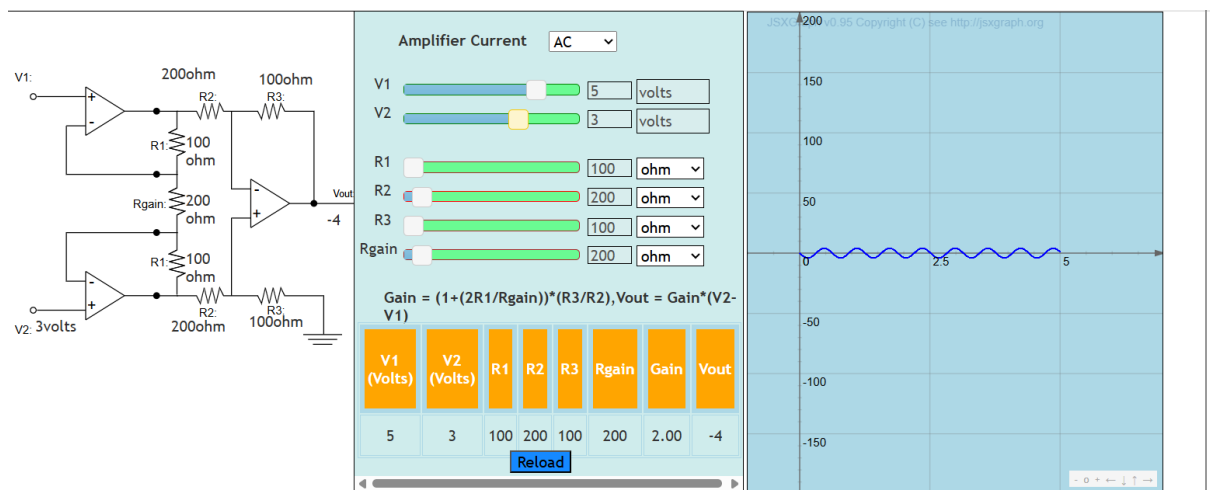 V1:
200ohm
100ohm
R2:
R3:
+
-
R1:
100
ohm
Rgain:
200
ohm
-
+
Vout
-4
R1:
100
ohm
-
+
V2: 3volts
R2:
200ohm
R3:
100ohm
Amplifier Current AC
V1 5 volts
V2 3 volts
R1 100 ohm
R2 200 ohm
R3 100 ohm
Rgain 200 ohm
Gain = (1+(2R1/Rgain))*(R3/R2),Vout = Gain*(V2-
V1)
V1 (Volts) V2 (Volts) R1 R2 R3 Rgain Gain Vout
5 3 100 200 100 200 2.00 -4
Reload
v0.95 Copyright (C) see http://jsxgraph.org
200
150
100
50
0 2.5 5
-50
-100
-150
- o + ← ↓ ↑ →